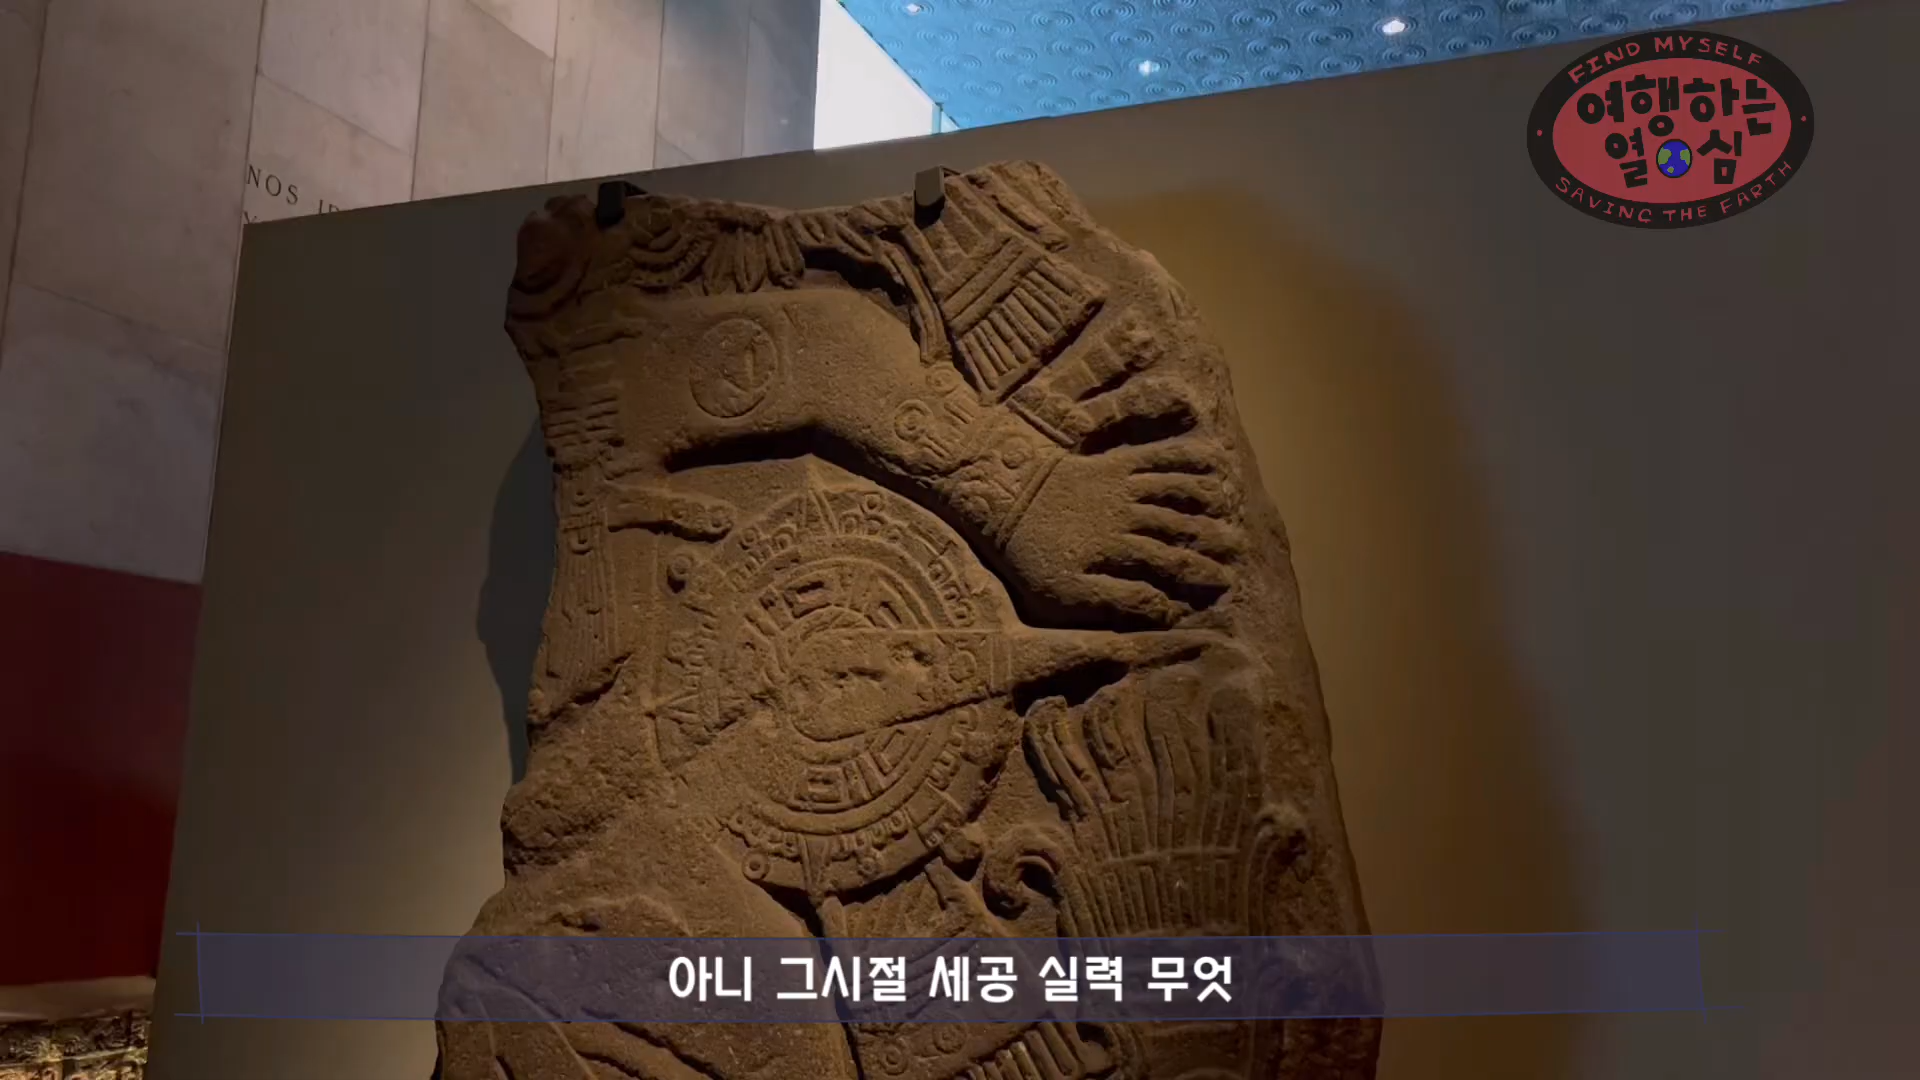 NOS
FIND MYSELF
여행하는
열심
SAVING THE EARTH
아니 그시절 세공 실력 무엇